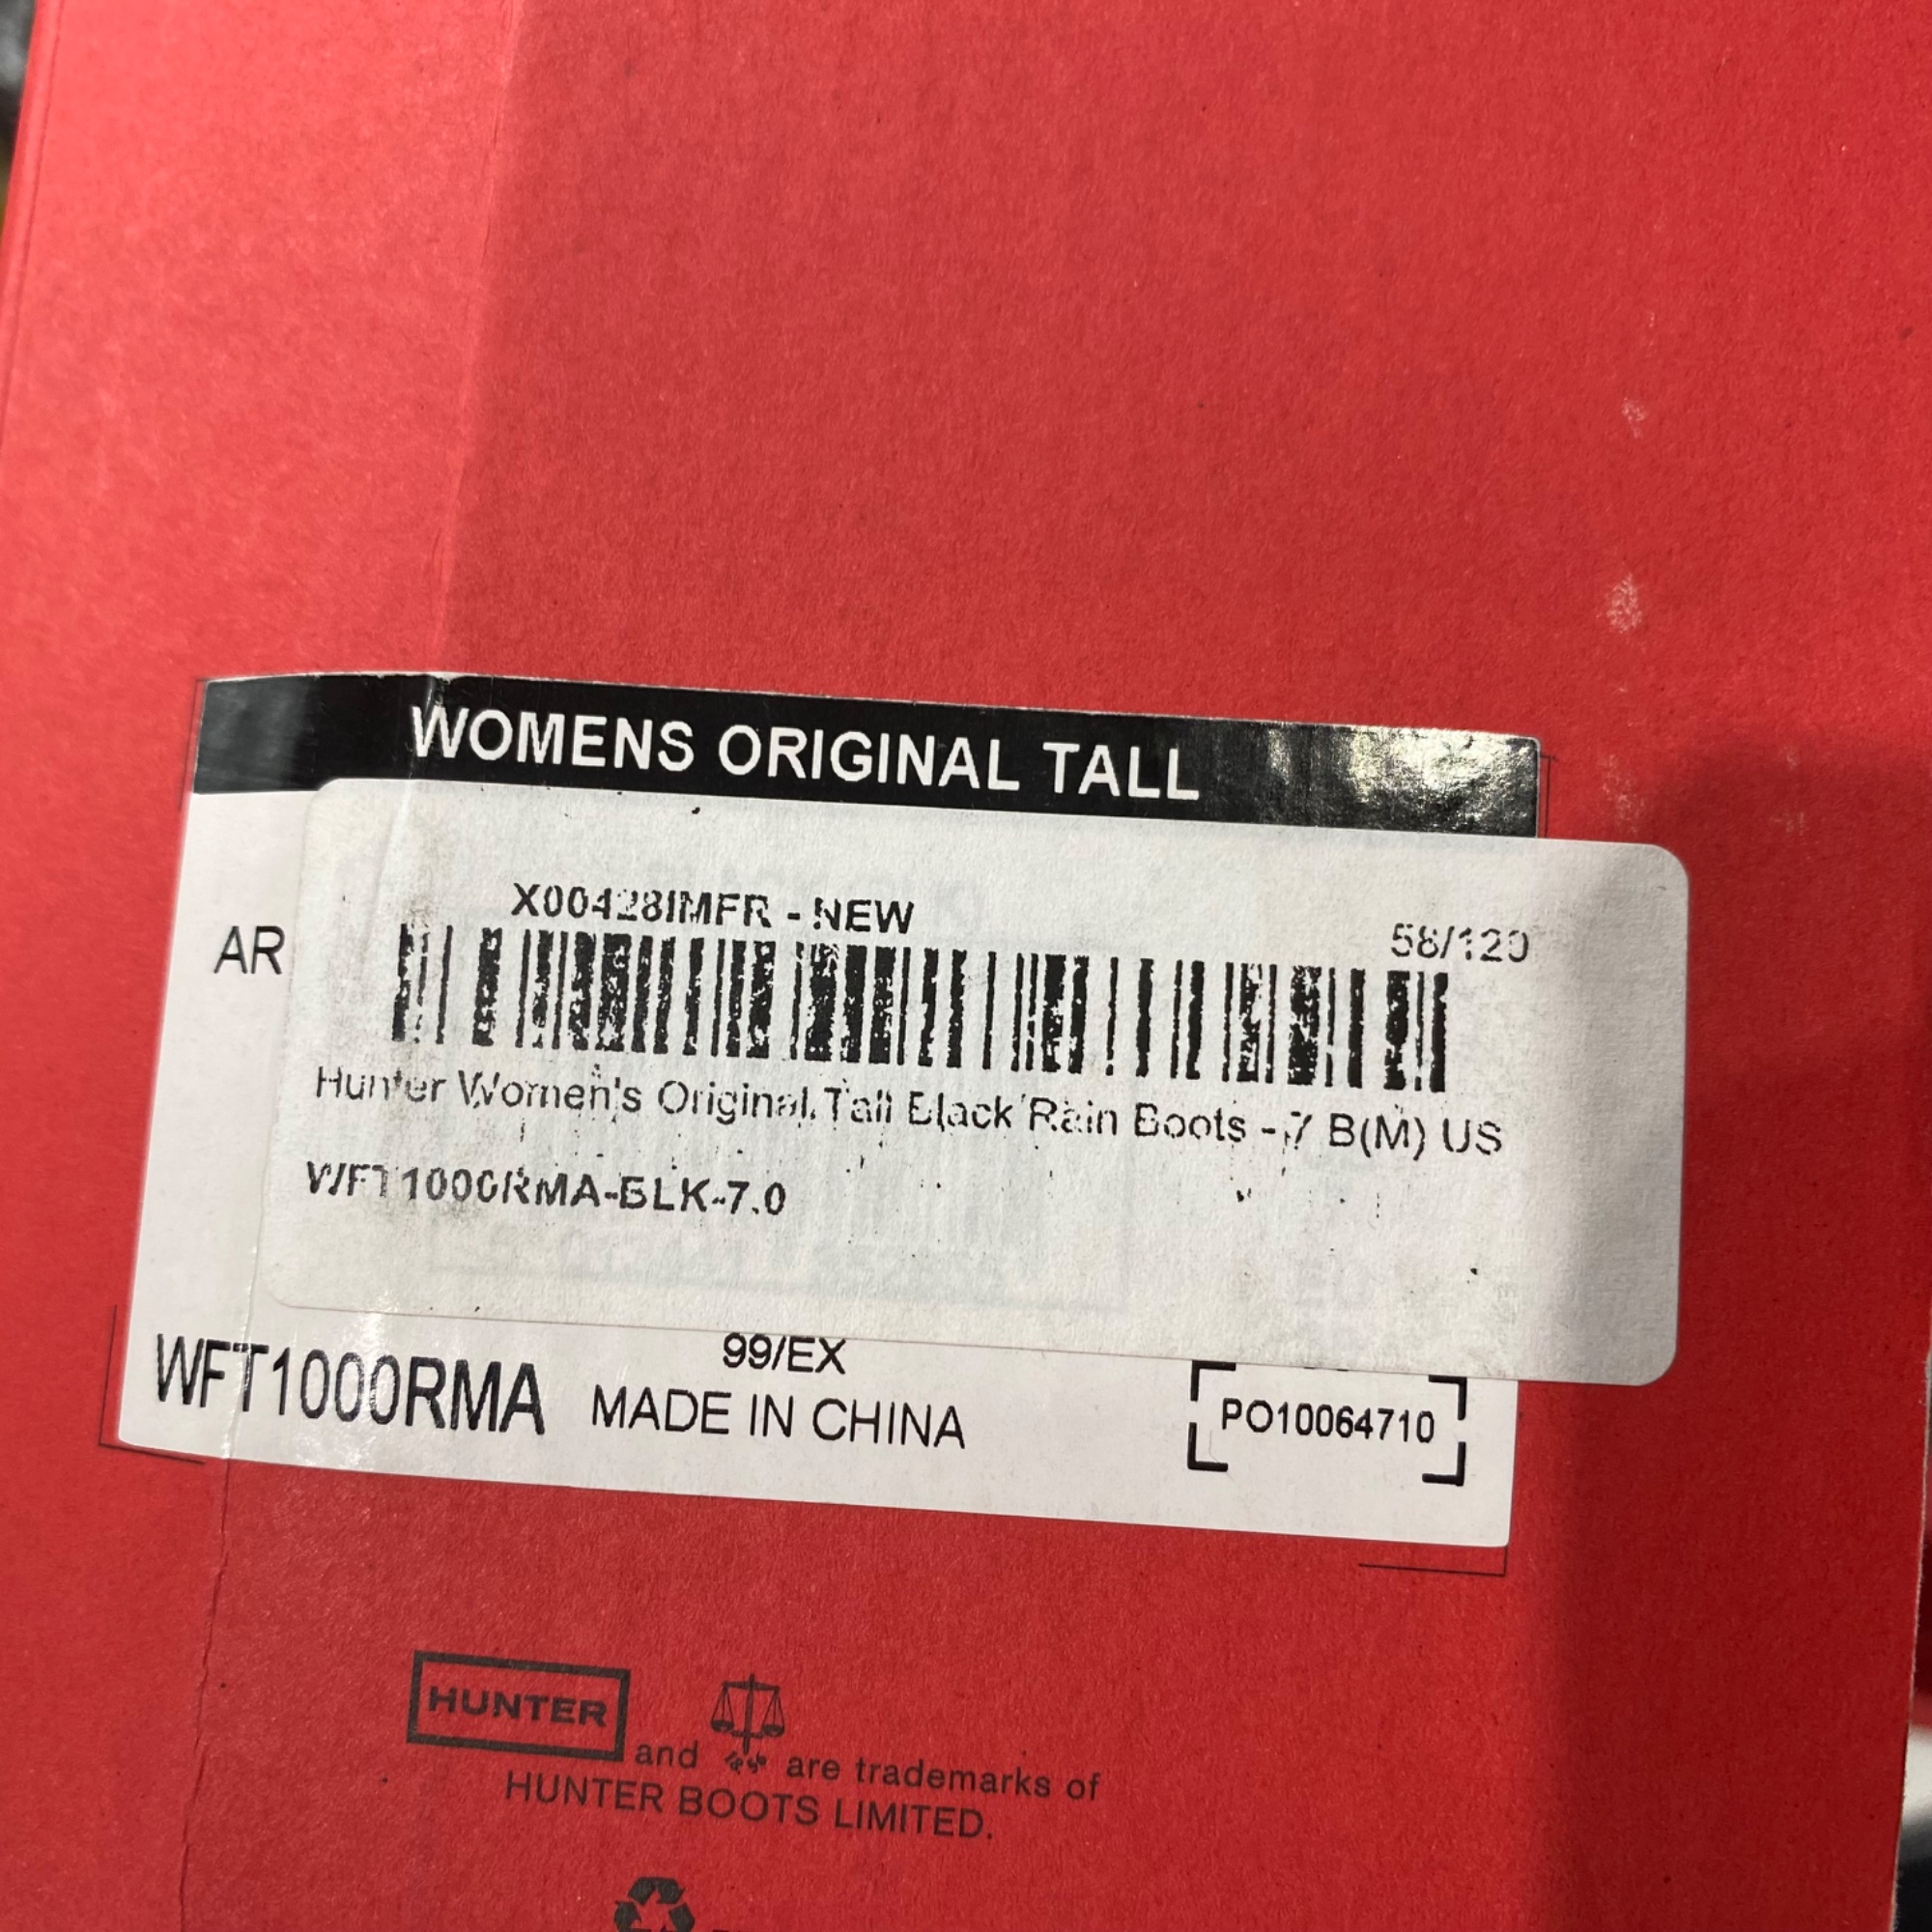 WOMENS ORIGINAL TALL
X00428IMFR - NEW
58/120
AR
Hunter Women's Original Tall Black Rain Boots - 7 B(M) US
WFT1000RMA-BLK-7.0
99/EX
WFT1000RMA
MADE IN CHINA
PO10064710
HUNTER
and are trademarks of
HUNTER BOOTS LIMITED.